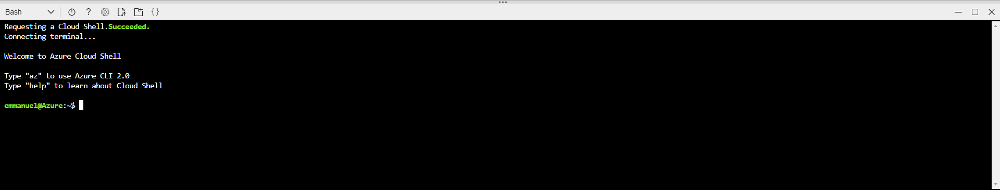 Bash
Requesting a Cloud Shell.Succeeded.
Connecting terminal...
Welcome to Azure Cloud Shell
Type "az" to use Azure CLI 2.0
Type "help" to learn about Cloud Shell
emmanuel@Azure:~$